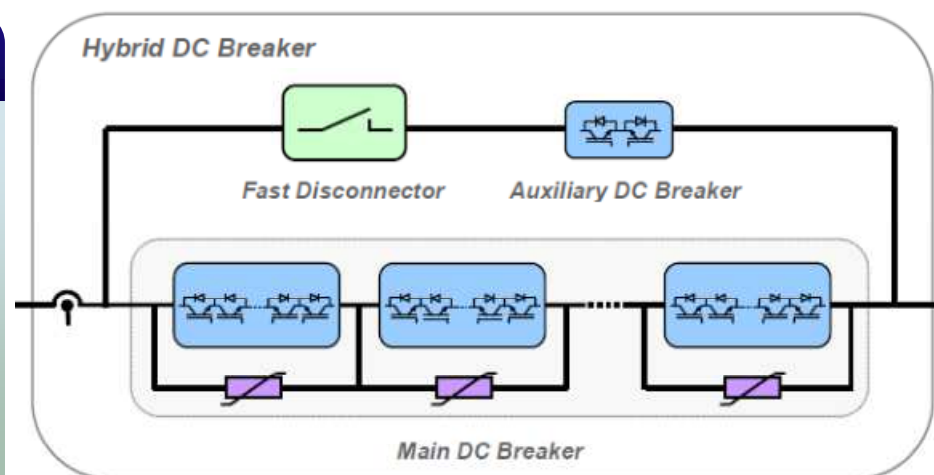 Hybrid DC Breaker
Fast Disconnector
Auxiliary DC Breaker
Main DC Breaker